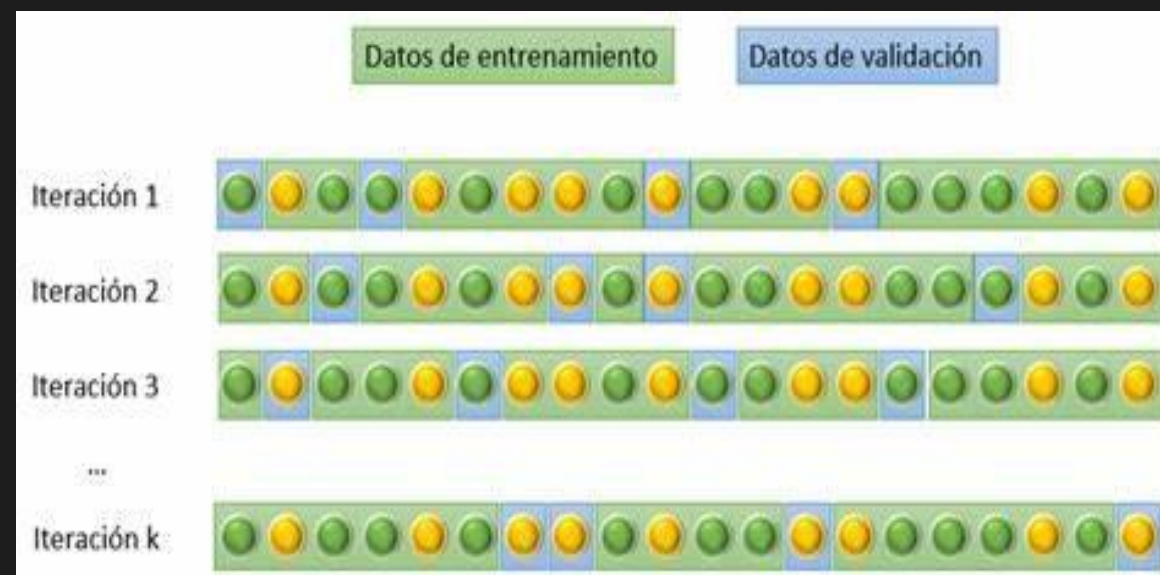 Datos de entrenamiento
Datos de validación
Iteración 1
Iteración 2
Iteración 3
...
Iteración k